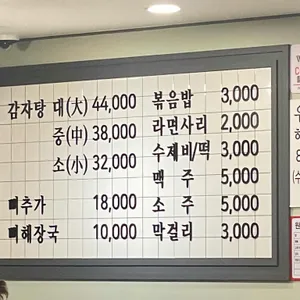 감자탕 대(大) 44,000
중(中) 38,000
소(小) 32,000
뼈추가 18,000
뼈해장국 10,000
볶음밥 3,000
라면사리 2,000
수제비/떡 3,000
맥주 5,000
소주 5,000
막걸리 3,000